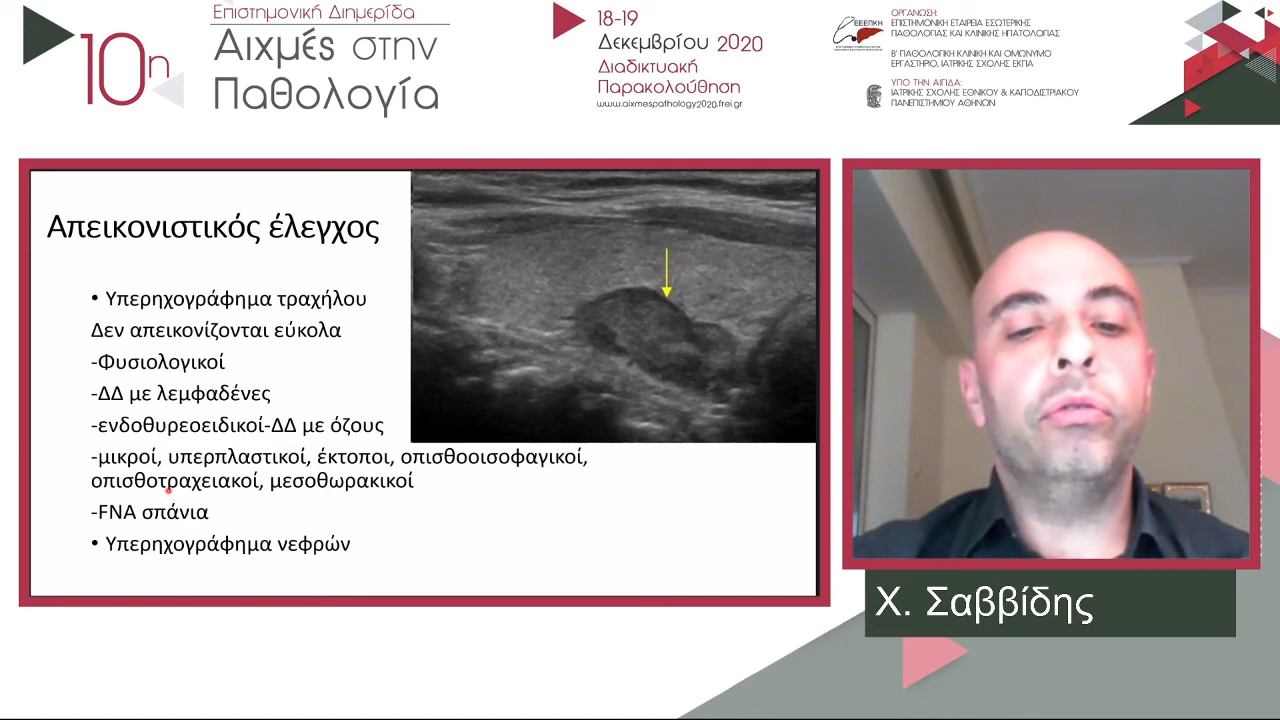 10η
Επιστημονική Διημερίδα
Αιχμές στην
Παθολογία
18-19
Δεκεμβρίου 2020
Διαδικτυακή
Παρακολούθηση
www.aixmespathology2020.frei.gr
ΕΕΕΠΚΗ
ΟΡΓΑΝΩΣΗ:
ΕΠΙΣΤΗΜΟΝΙΚΗ ΕΤΑΙΡΕΙΑ ΕΣΩΤΕΡΙΚΗΣ
ΠΑΘΟΛΟΓΙΑΣ ΚΑΙ ΚΛΙΝΙΚΗΣ ΗΠΑΤΟΛΟΓΙΑΣ
Β' ΠΑΘΟΛΟΓΙΚΗ ΚΛΙΝΙΚΗ ΚΑΙ ΟΜΩΝΥΜΟ
ΕΡΓΑΣΤΗΡΙΟ, ΙΑΤΡΙΚΗΣ ΣΧΟΛΗΣ ΕΚΠΑ
ΥΠΟ ΤΗΝ ΑΙΓΙΔΑ:
ΙΑΤΡΙΚΗΣ ΣΧΟΛΗΣ ΕΘΝΙΚΟΥ & ΚΑΠΟΔΙΣΤΡΙΑΚΟΥ
ΠΑΝΕΠΙΣΤΗΜΙΟΥ ΑΘΗΝΩΝ
Απεικονιστικός έλεγχος
• Υπερηχογράφημα τραχήλου
Δεν απεικονίζονται εύκολα
-Φυσιολογικοί
-ΔΔ με λεμφαδένες
-ενδοθυρεοειδικοί-ΔΔ με όζους
-μικροί, υπερπλαστικοί, έκτοποι, οπισθοοισοφαγικοί,
οπισθοτραχειακοί, μεσοθωρακικοί
-FNA σπάνια
• Υπερηχογράφημα νεφρών
Χ. Σαββίδης